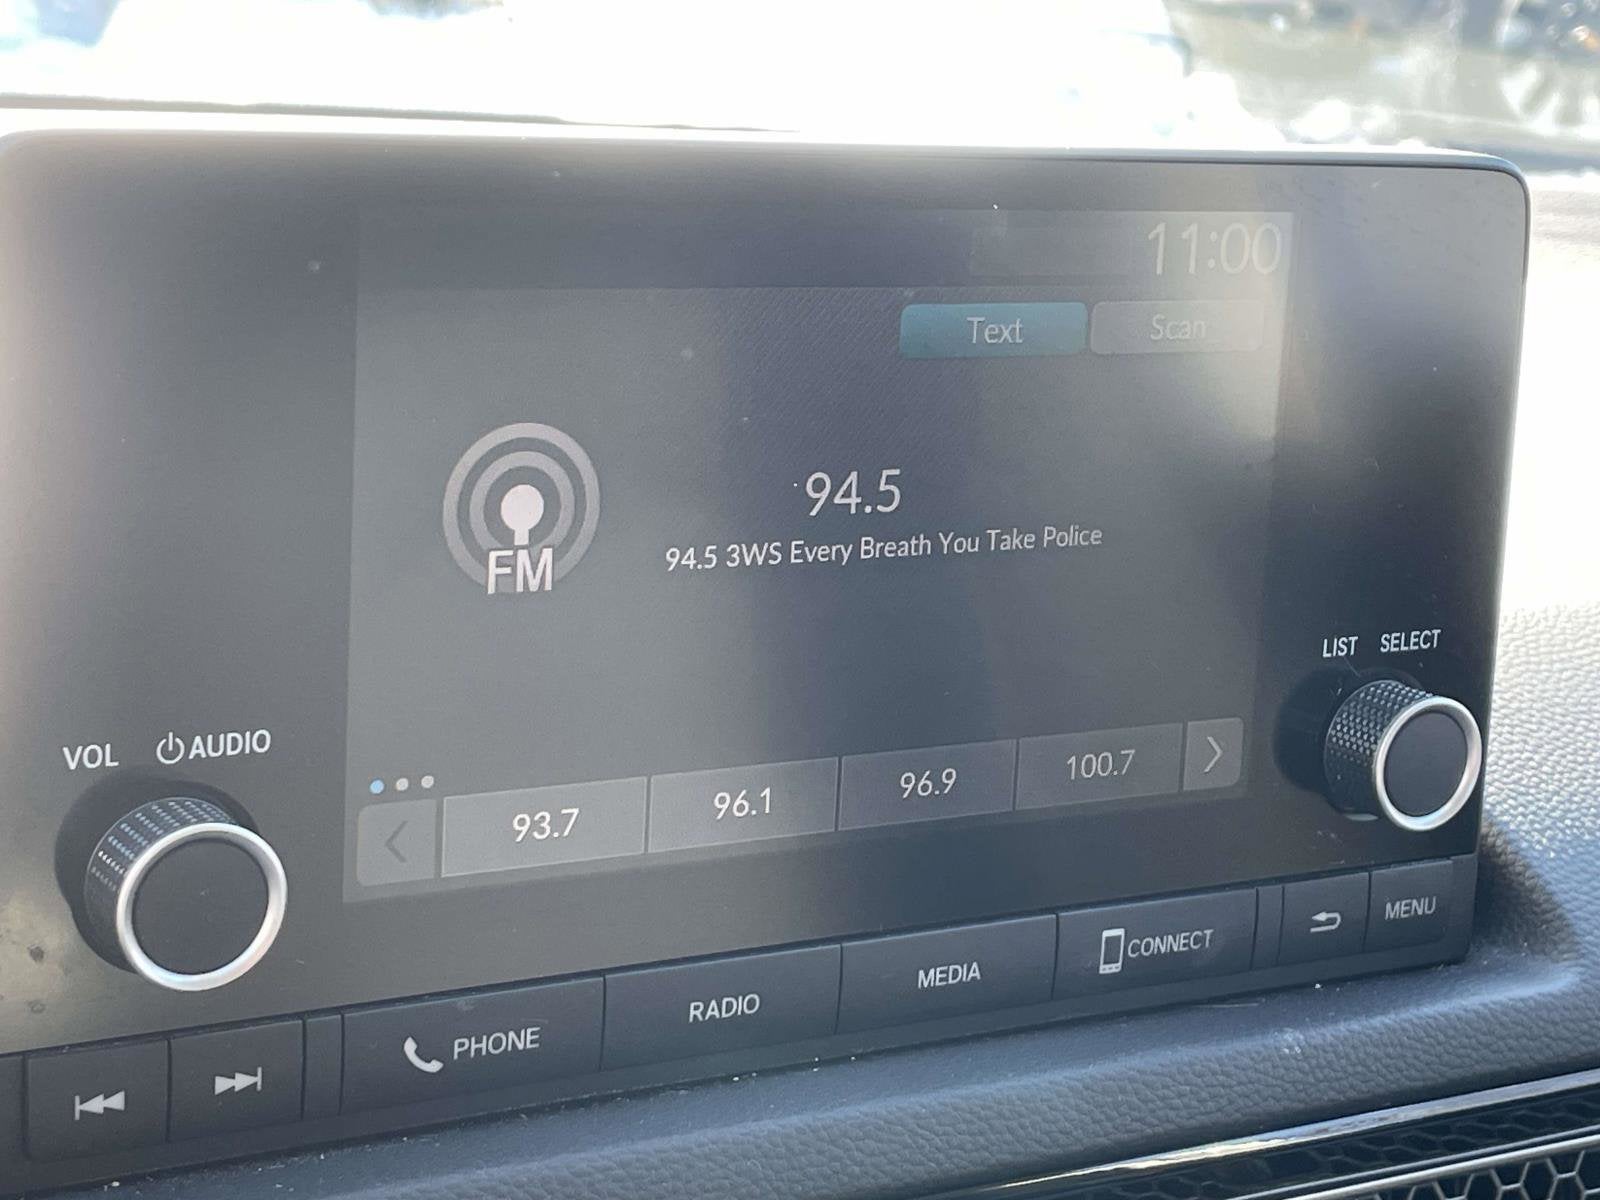 11:00
Text Scan
94.5
FM
94.5 3WS Every Breath You Take Police
LIST SELECT
VOL AUDIO
93.7 96.1 96.9 100.7
PHONE RADIO MEDIA CONNECT MENU